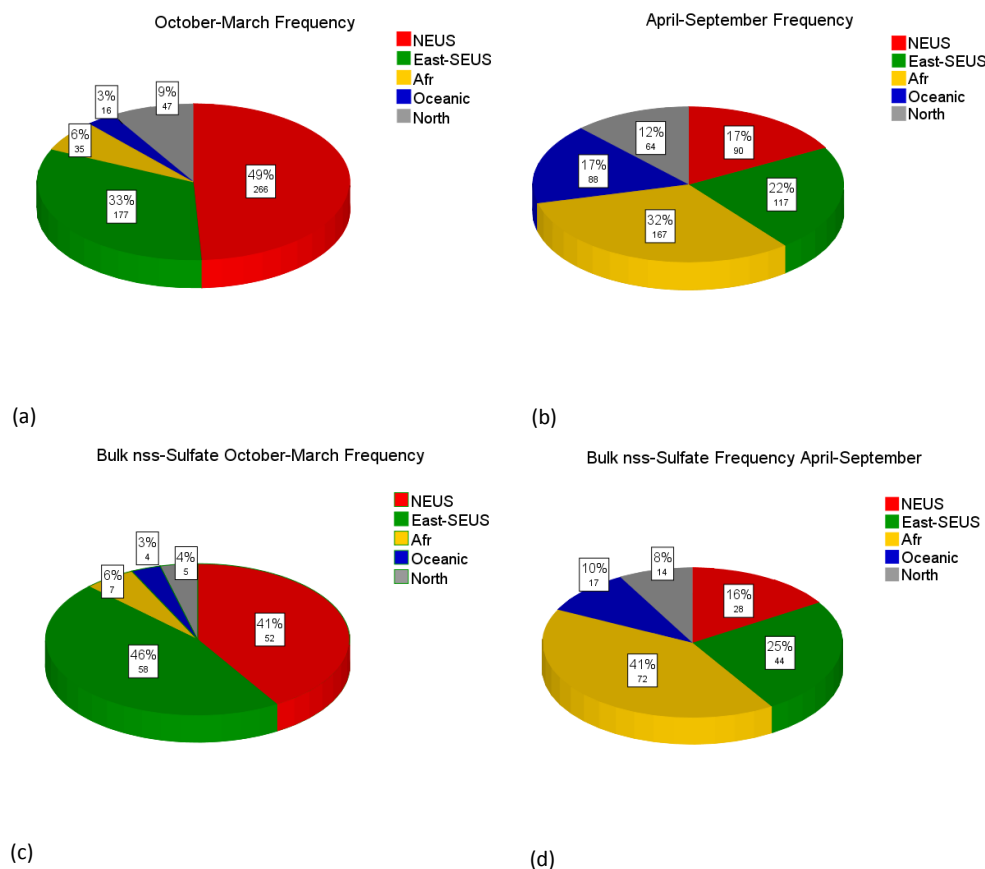 October-March Frequency
NEUS
East-SEUS
Afr
Oceanic
North
9%
47
3%
16
6%
35
49%
266
33%
177
(a)
April-September Frequency
NEUS
East-SEUS
Afr
Oceanic
North
12%
64
17%
90
17%
88
22%
117
32%
167
(b)
Bulk nss-Sulfate October-March Frequency
NEUS
East-SEUS
Afr
Oceanic
North
3%
4
4%
5
6%
7
41%
52
46%
58
(c)
Bulk nss-Sulfate Frequency April-September
NEUS
East-SEUS
Afr
Oceanic
North
8%
14
10%
17
16%
28
25%
44
41%
72
(d)